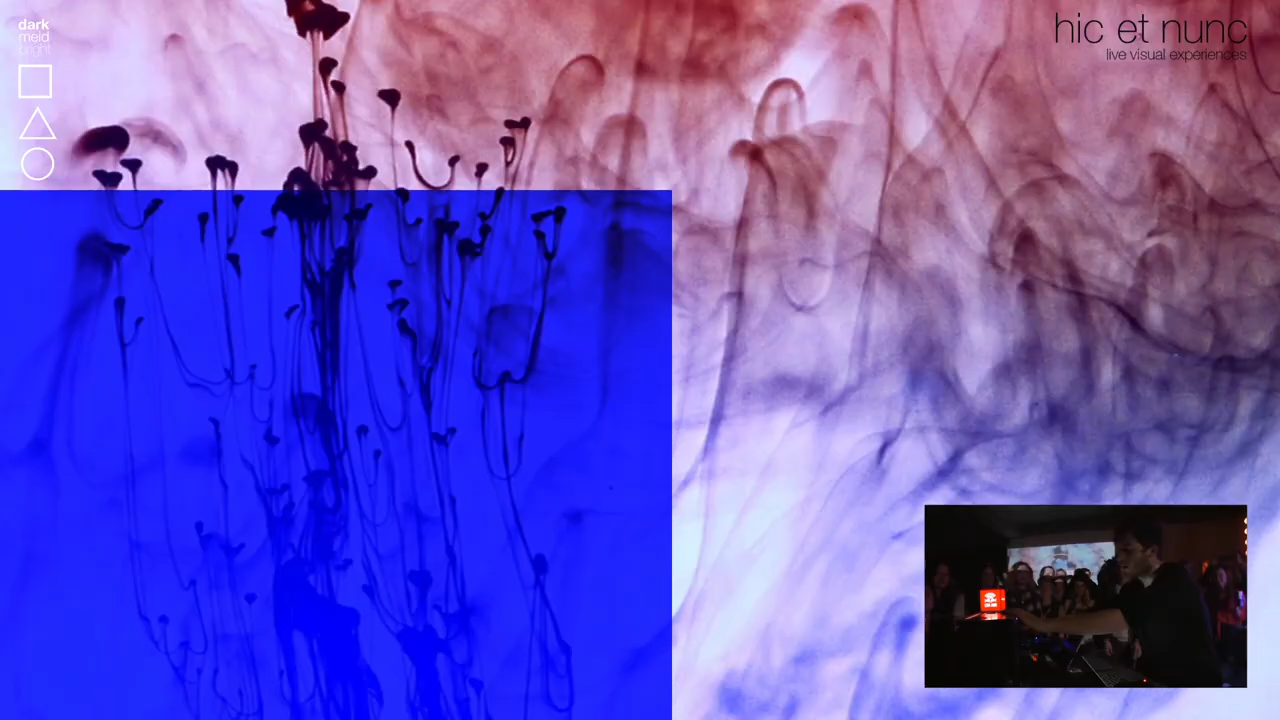 dark
meld
bright
hic et nunc
live visual experiences